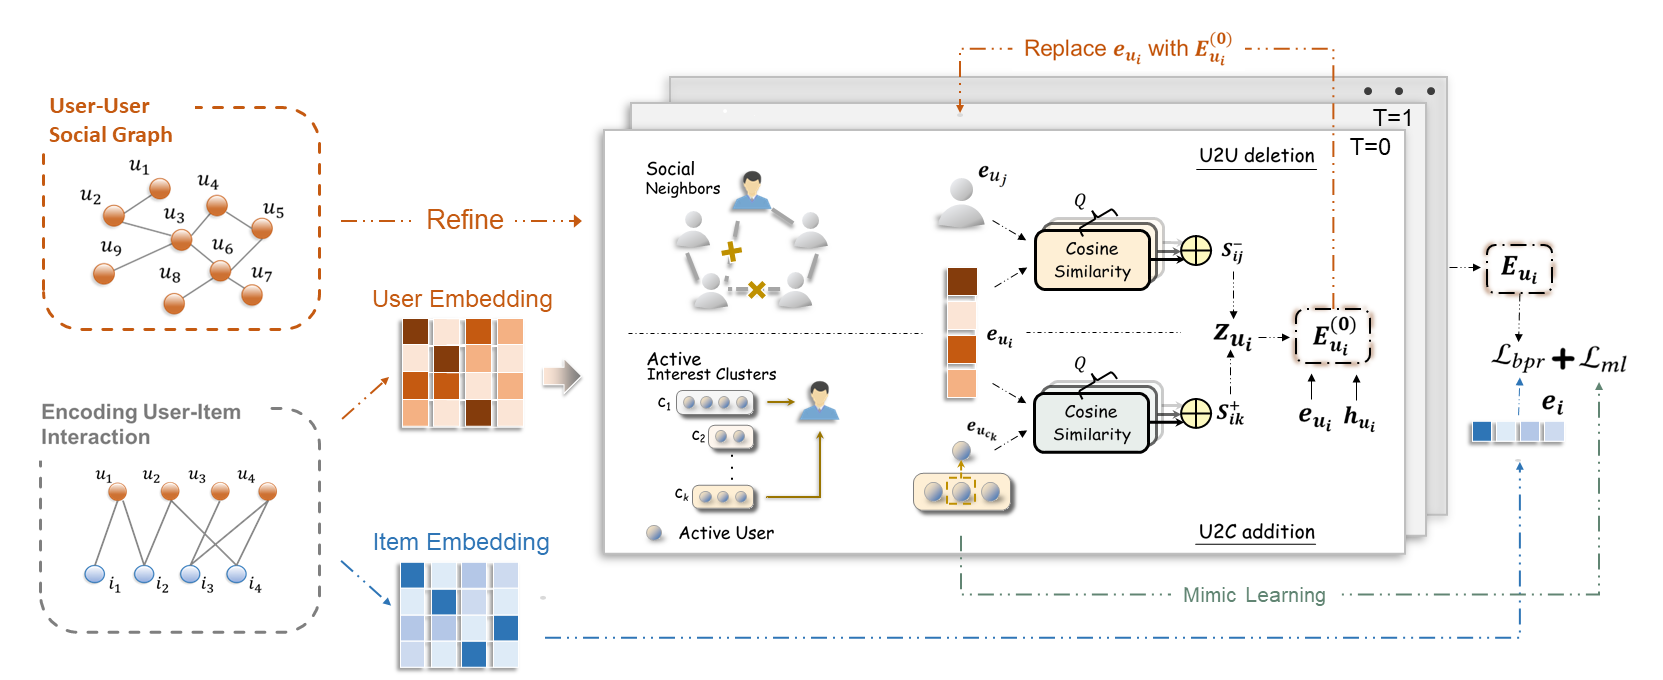 Replace e_{u_i} with E_{u_i}^{(0)}
User-User
Social Graph
u_1
u_2
u_3
u_4
u_5
u_9
u_6
u_8
u_7
Refine
User Embedding
Encoding User-Item
Interaction
u_1 u_2 u_3 u_4
i_1 i_2 i_3 i_4
Item Embedding
T=1
T=0
U2U deletion
Social
Neighbors
e_{u_j}
Q
Cosine
Similarity
S_{ij}^-
e_{u_i}
z_{u_i}
E_{u_i}^{(0)}
Active
Interest Clusters
c_1
c_2
c_k
Active User
e_{u_{c_k}}
Q
Cosine
Similarity
S_{ik}^+
e_{u_i} h_{u_i}
U2C addition
E_{u_i}
ℒ_{bpr} + ℒ_{ml}
e_i
Mimic Learning